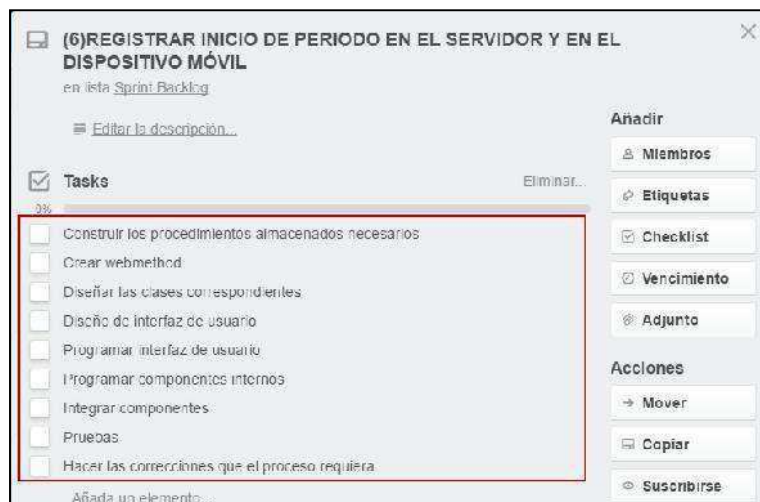 (6)REGISTRAR INICIO DE PERIODO EN EL SERVIDOR Y EN EL
DISPOSITIVO MÓVIL
en lista Sprint Backlog
Editar la descripción...
Tasks
Eliminar...
0%
Construir los procedimientos almacenados necesarios
Crear webmethod
Diseñar las clases correspondientes
Diseño de interfaz de usuario
Programar interfaz de usuario
Programar componentes internos
Integrar componentes
Pruebas
Hacer las correcciones que el proceso requiera
Añada un elemento...
Añadir
Miembros
Etiquetas
Checklist
Vencimiento
Adjunto
Acciones
Mover
Copiar
Suscribirse